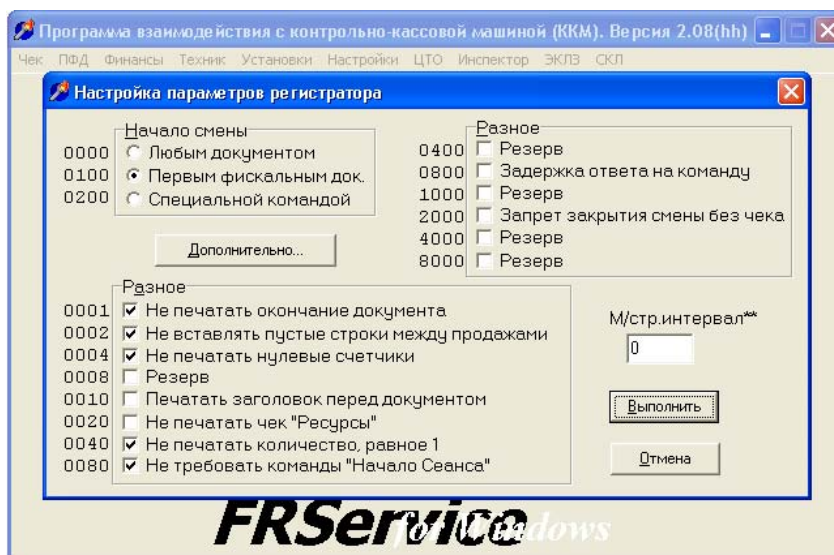 Программа взаимодействия с контрольно-кассовой машиной (ККМ). Версия 2.08(hh)
Чек ПФД Финансы Техник Установки Настройки ЦТО Инспектор ЭКЛЗ СКЛ
Настройка параметров регистратора
Начало смены
0000 Любым документом
0100 Первым фискальным док.
0200 Специальной командой
Дополнительно...
Разное
0400 Резерв
0800 Задержка ответа на команду
1000 Резерв
2000 Запрет закрытия смены без чека
4000 Резерв
8000 Резерв
Разное
0001 Не печатать окончание документа
0002 Не вставлять пустые строки между продажами
0004 Не печатать нулевые счетчики
0008 Резерв
0010 Печатать заголовок перед документом
0020 Не печатать чек "Ресурсы"
0040 Не печатать количество, равное 1
0080 Не требовать команды "Начало Сеанса"
М/стр.интервал**
0
Выполнить
Отмена
FRService
for Windows